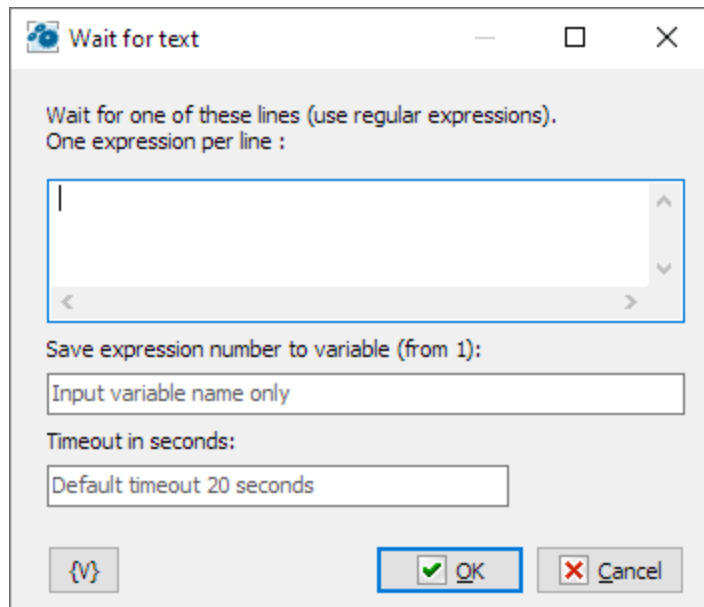 Wait for text
Wait for one of these lines (use regular expressions).
One expression per line :
Save expression number to variable (from 1):
Input variable name only
Timeout in seconds:
Default timeout 20 seconds
{V} OK Cancel